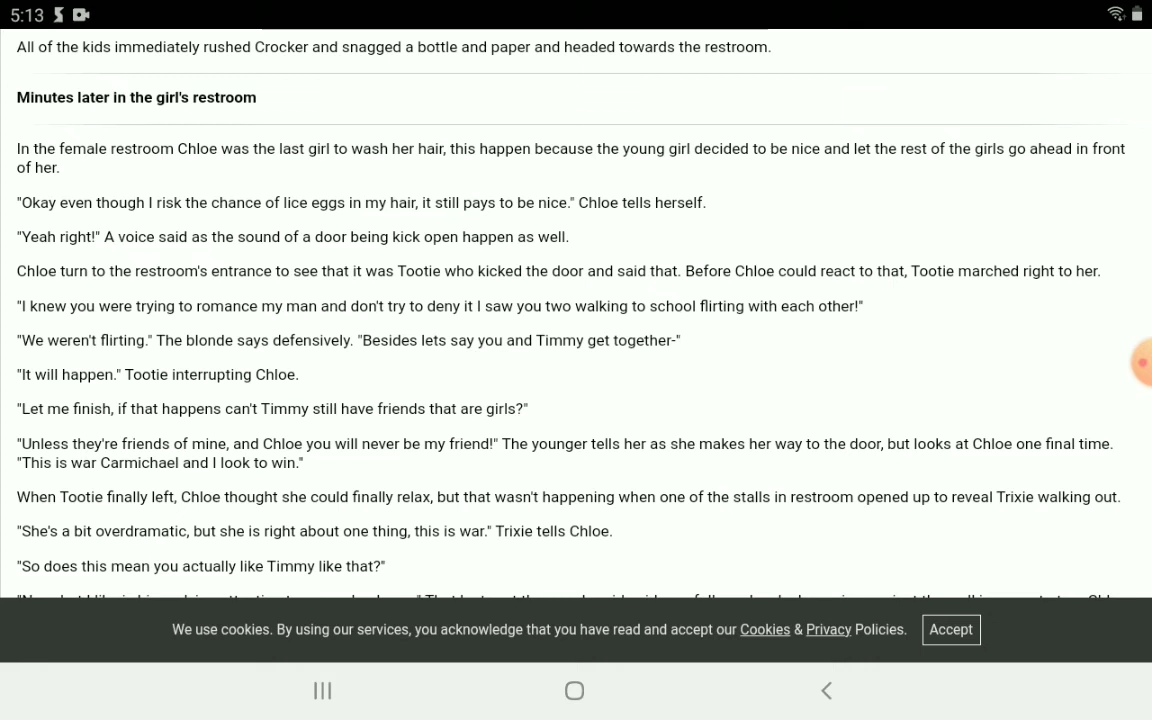 5:13
All of the kids immediately rushed Crocker and snagged a bottle and paper and headed towards the restroom.
Minutes later in the girl's restroom
In the female restroom Chloe was the last girl to wash her hair, this happen because the young girl decided to be nice and let the rest of the girls go ahead in front
of her.
"Okay even though I risk the chance of lice eggs in my hair, it still pays to be nice." Chloe tells herself.
"Yeah right!" A voice said as the sound of a door being kick open happen as well.
Chloe turn to the restroom's entrance to see that it was Tootie who kicked the door and said that. Before Chloe could react to that, Tootie marched right to her.
"I knew you were trying to romance my man and don't try to deny it I saw you two walking to school flirting with each other!"
"We weren't flirting." The blonde says defensively. "Besides lets say you and Timmy get together-"
"It will happen." Tootie interrupting Chloe.
"Let me finish, if that happens can't Timmy still have friends that are girls?"
"Unless they're friends of mine, and Chloe you will never be my friend!" The younger tells her as she makes her way to the door, but looks at Chloe one final time.
"This is war Carmichael and I look to win."
When Tootie finally left, Chloe thought she could finally relax, but that wasn't happening when one of the stalls in restroom opened up to reveal Trixie walking out.
"She's a bit overdramatic, but she is right about one thing, this is war." Trixie tells Chloe.
"So does this mean you actually like Timmy like that?"
We use cookies. By using our services, you acknowledge that you have read and accept our Cookies & Privacy Policies. Accept